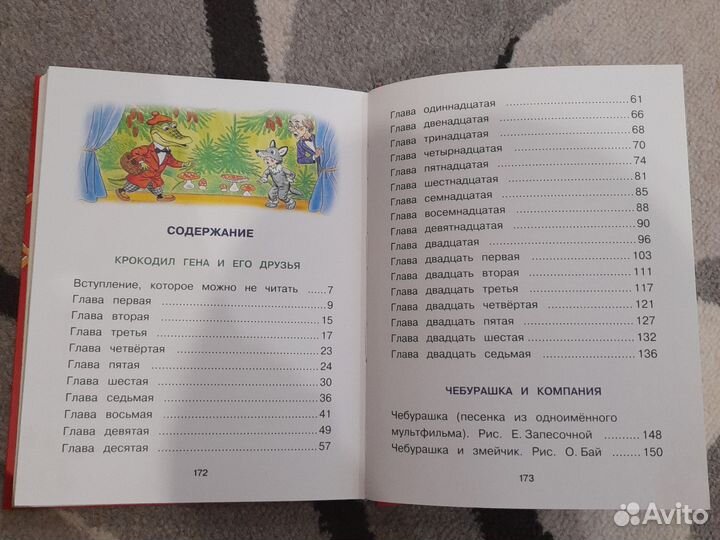 СОДЕРЖАНИЕ
КРОКОДИЛ ГЕНА И ЕГО ДРУЗЬЯ
Вступление, которое можно не читать ......7
Глава первая ........................................ 9
Глава вторая ........................................ 15
Глава третья ........................................ 17
Глава четвёртая .................................... 23
Глава пятая ........................................ 24
Глава шестая ........................................ 30
Глава седьмая ........................................ 36
Глава восьмая ........................................ 41
Глава девятая ........................................ 49
Глава десятая ........................................ 57
172
Глава одиннадцатая ............................ 61
Глава двенадцатая ............................ 66
Глава тринадцатая ............................ 68
Глава четырнадцатая ............................ 70
Глава пятнадцатая ............................ 74
Глава шестнадцатая ............................ 81
Глава семнадцатая ............................ 85
Глава восемнадцатая ............................ 88
Глава девятнадцатая ............................ 90
Глава двадцатая ............................ 96
Глава двадцать первая ............................ 103
Глава двадцать вторая ............................ 111
Глава двадцать третья ............................ 117
Глава двадцать четвёртая ........................ 121
Глава двадцать пятая ............................ 127
Глава двадцать шестая ............................ 132
Глава двадцать седьмая ............................ 136
ЧЕБУРАШКА И КОМПАНИЯ
Чебурашка (песенка из одноимённого
мультфильма). Рис. Е. Запесочной ........ 148
Чебурашка и змейчик. Рис. О. Бай ........ 150
173
Avito